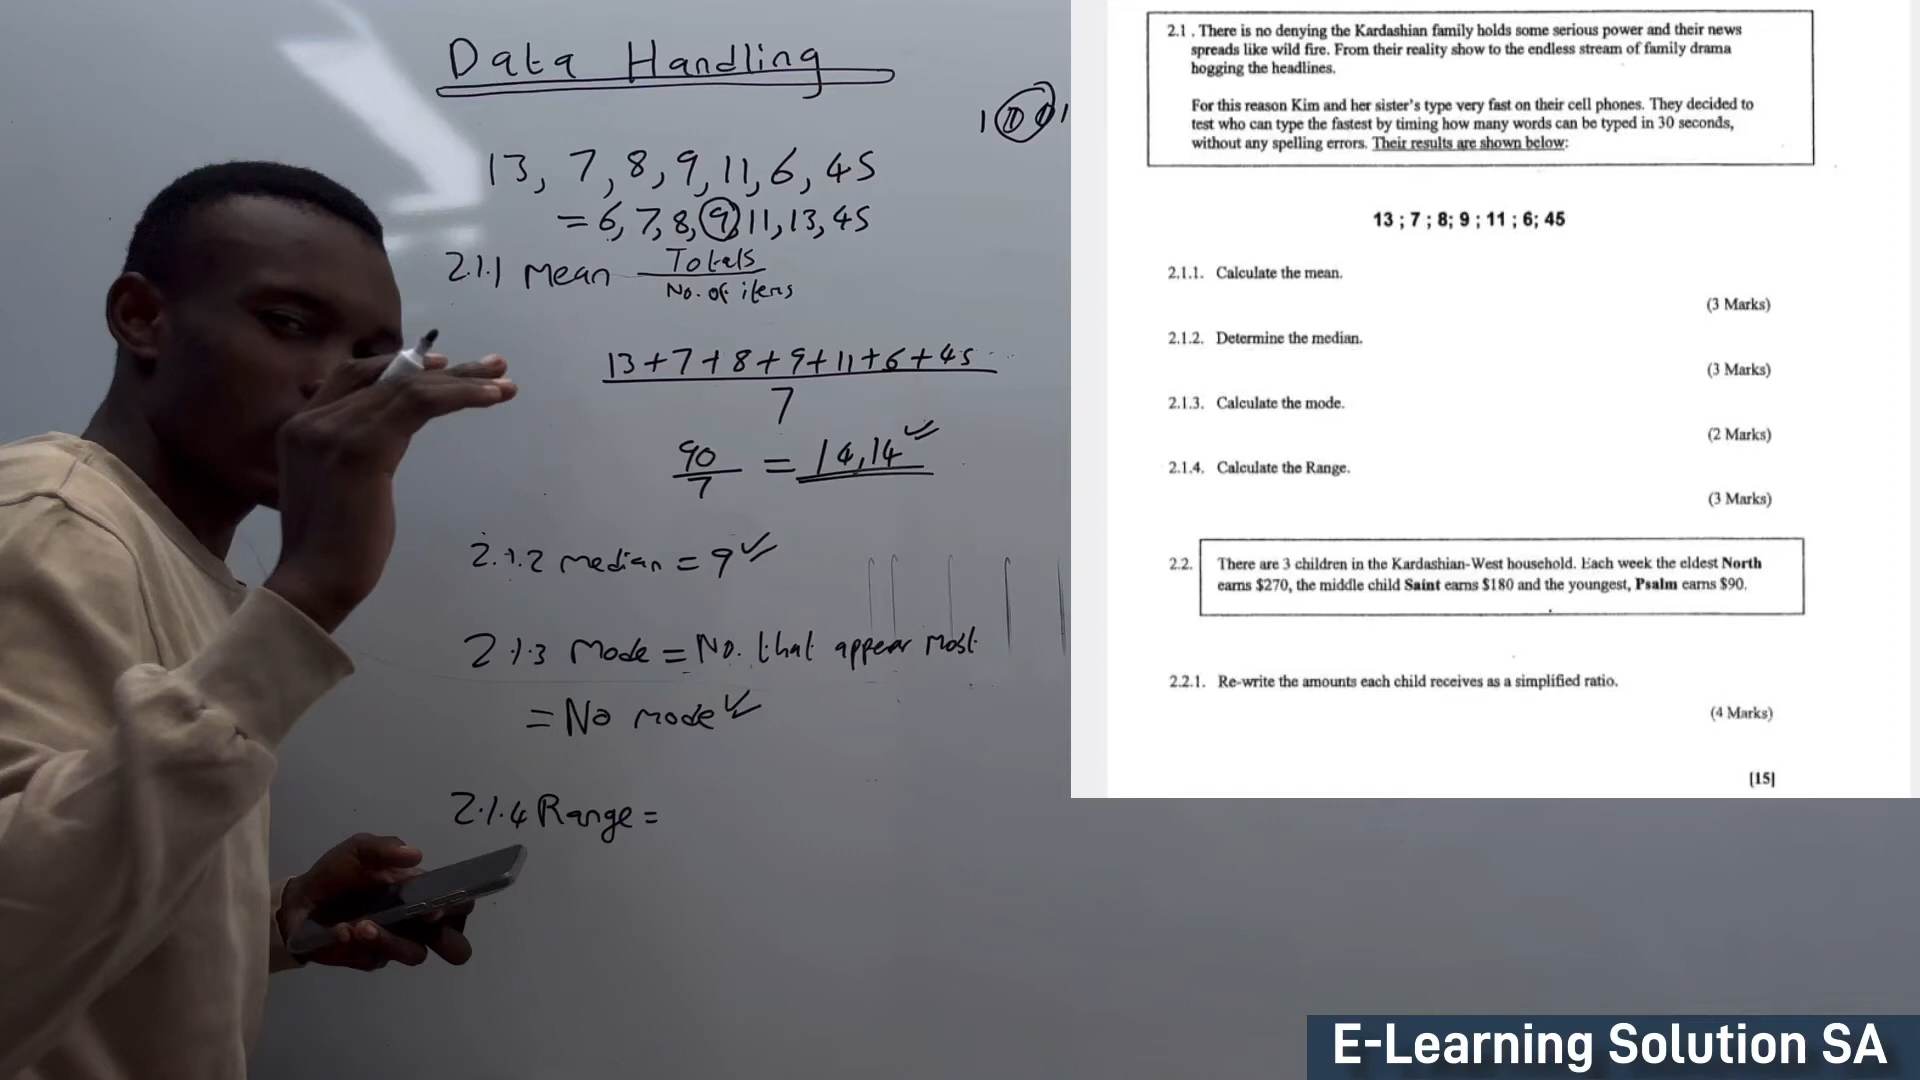 Data Handling
13, 7, 8, 9, 11, 6, 45
= 6, 7, 8, 9, 11, 13, 45
2.1.1 Mean Totals
No. of items
13+7+8+9+11+6+45
7
90
7
= 14,14
2.1.2 median = 9
2.1.3 Mode = No. that appear most
= No mode
2.1.4 Range =
2.1 . There is no denying the Kardashian family holds some serious power and their news
spreads like wild fire. From their reality show to the endless stream of family drama
hogging the headlines.
For this reason Kim and her sister's type very fast on their cell phones. They decided to
test who can type the fastest by timing how many words can be typed in 30 seconds,
without any spelling errors. Their results are shown below:
13 ; 7 ; 8; 9 ; 11 ; 6; 45
2.1.1. Calculate the mean.
(3 Marks)
2.1.2. Determine the median.
(3 Marks)
2.1.3. Calculate the mode.
(2 Marks)
2.1.4. Calculate the Range.
(3 Marks)
2.2. There are 3 children in the Kardashian-West household. Each week the eldest North
earns $270, the middle child Saint earns $180 and the youngest, Psalm earns $90.
2.2.1. Re-write the amounts each child receives as a simplified ratio.
(4 Marks)
[15]
E-Learning Solution SA